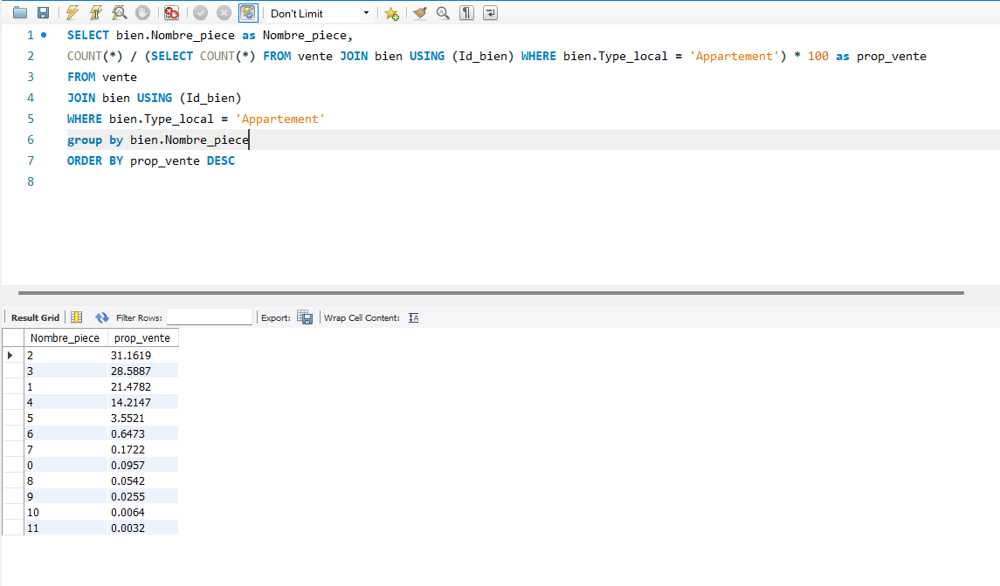 Don't Limit
1 SELECT bien.Nombre_piece as Nombre_piece,
2 COUNT(*) / (SELECT COUNT(*) FROM vente JOIN bien USING (Id_bien) WHERE bien.Type_local = 'Appartement') * 100 as prop_vente
3 FROM vente
4 JOIN bien USING (Id_bien)
5 WHERE bien.Type_local = 'Appartement'
6 group by bien.Nombre_piece
7 ORDER BY prop_vente DESC
8
Result Grid Filter Rows: Export: Wrap Cell Content: IA
Nombre_piece prop_vente
2 31.1619
3 28.5887
1 21.4782
4 14.2147
5 3.5521
6 0.6473
7 0.1722
0 0.0957
8 0.0542
9 0.0255
10 0.0064
11 0.0032